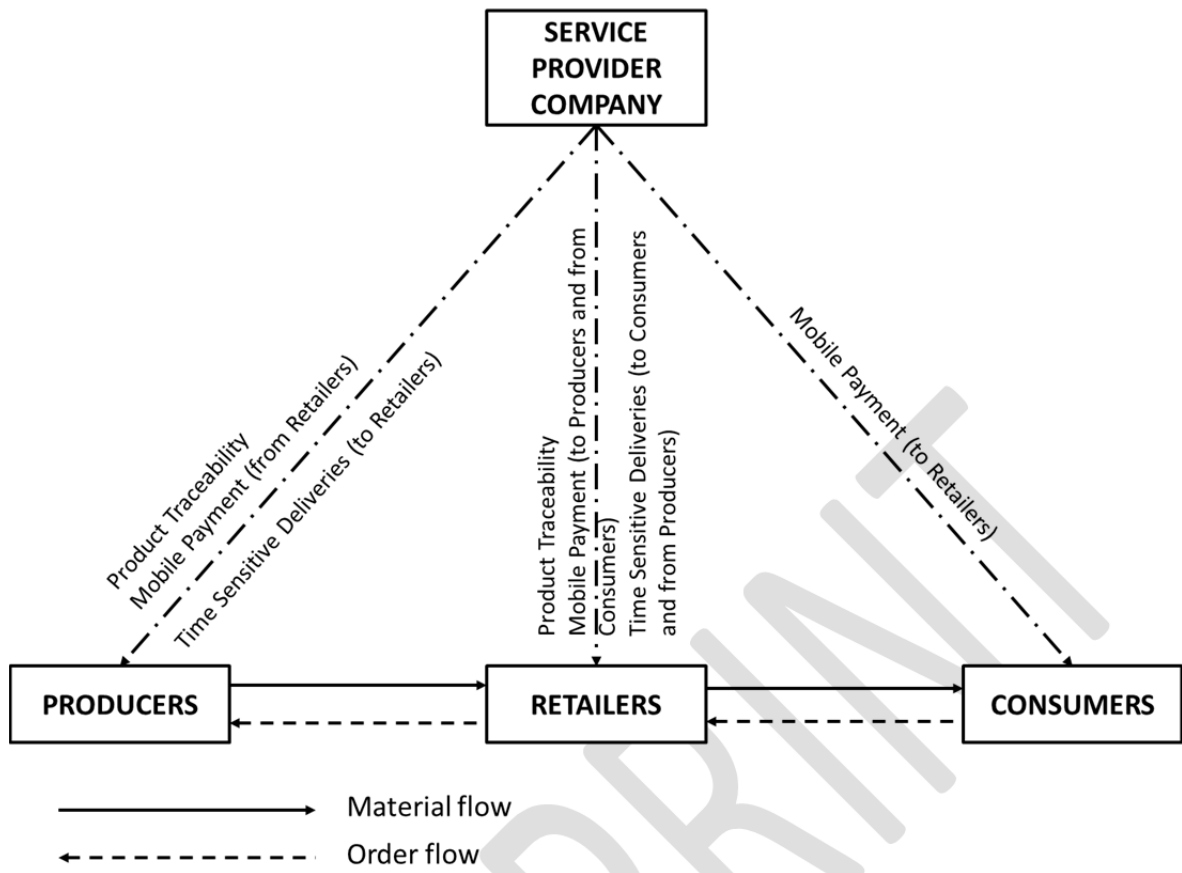 SERVICE
PROVIDER
COMPANY
Product Traceability
Mobile Payment (from Retailers)
Time Sensitive Deliveries (to Retailers)
Product Traceability
Mobile Payment (to Producers and from
Consumers)
Time Sensitive Deliveries (to Consumers
and from Producers)
Mobile Payment (to Retailers)
PRODUCERS
RETAILERS
CONSUMERS
Material flow
Order flow
PRINT